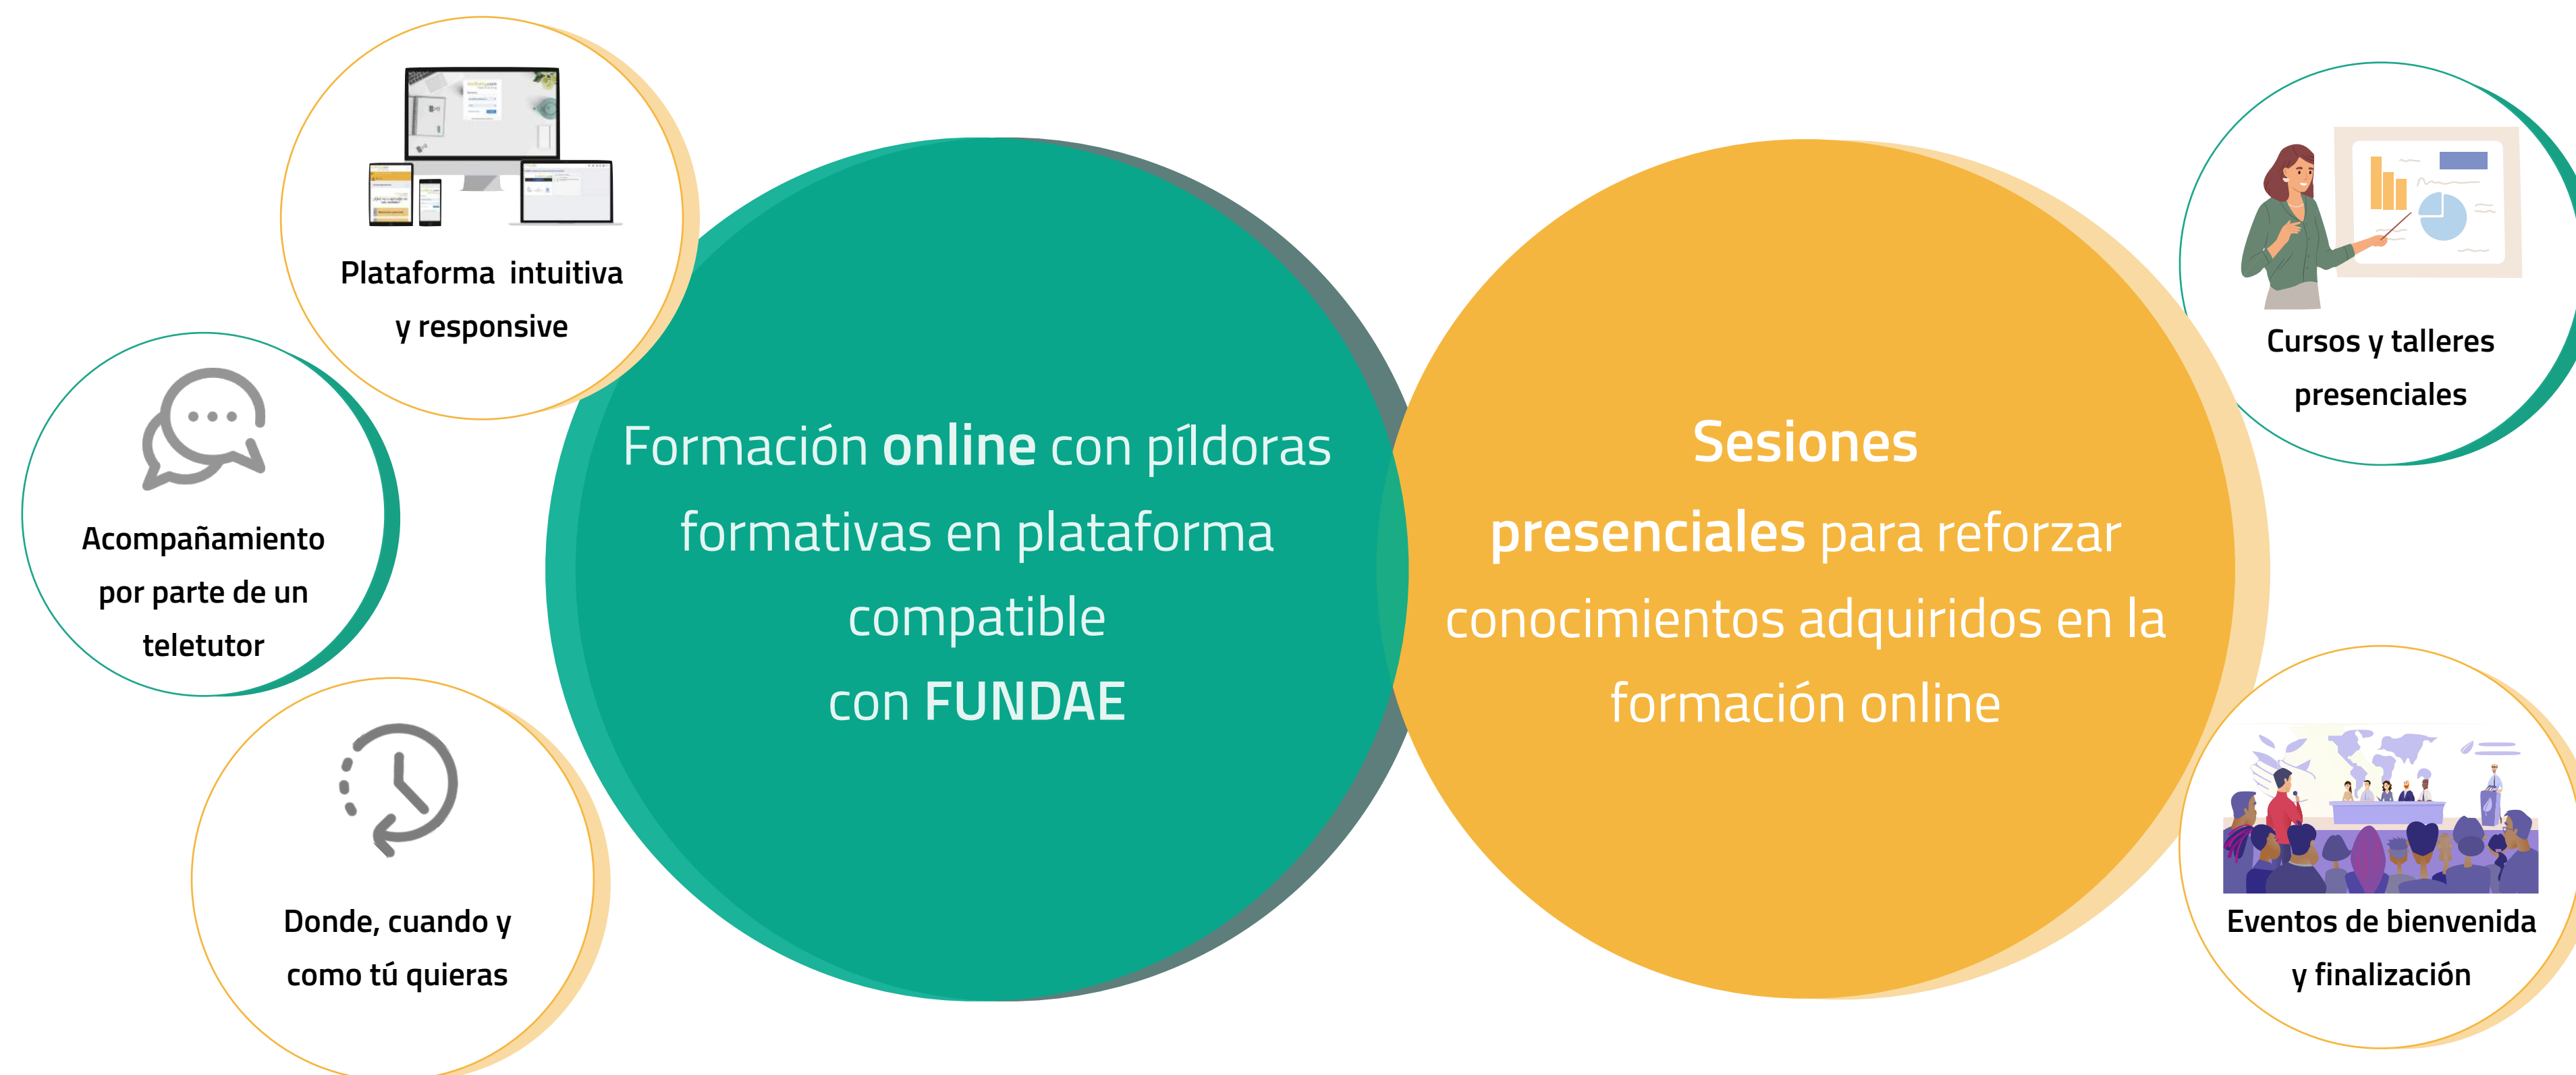 Plataforma intuitiva
y responsive
Acompañamiento
por parte de un
teletutor
Donde, cuando y
como tú quieras
Formación online con píldoras
formativas en plataforma
compatible
con FUNDAE
Sesiones
presenciales para reforzar
conocimientos adquiridos en la
formación online
Cursos y talleres
presenciales
Eventos de bienvenida
y finalización